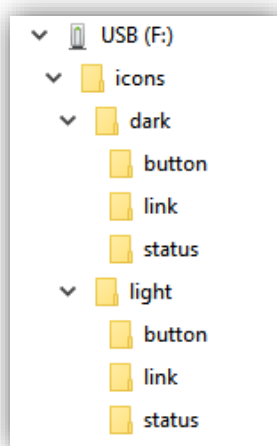 USB (F:)
icons
dark
button
link
status
light
button
link
status